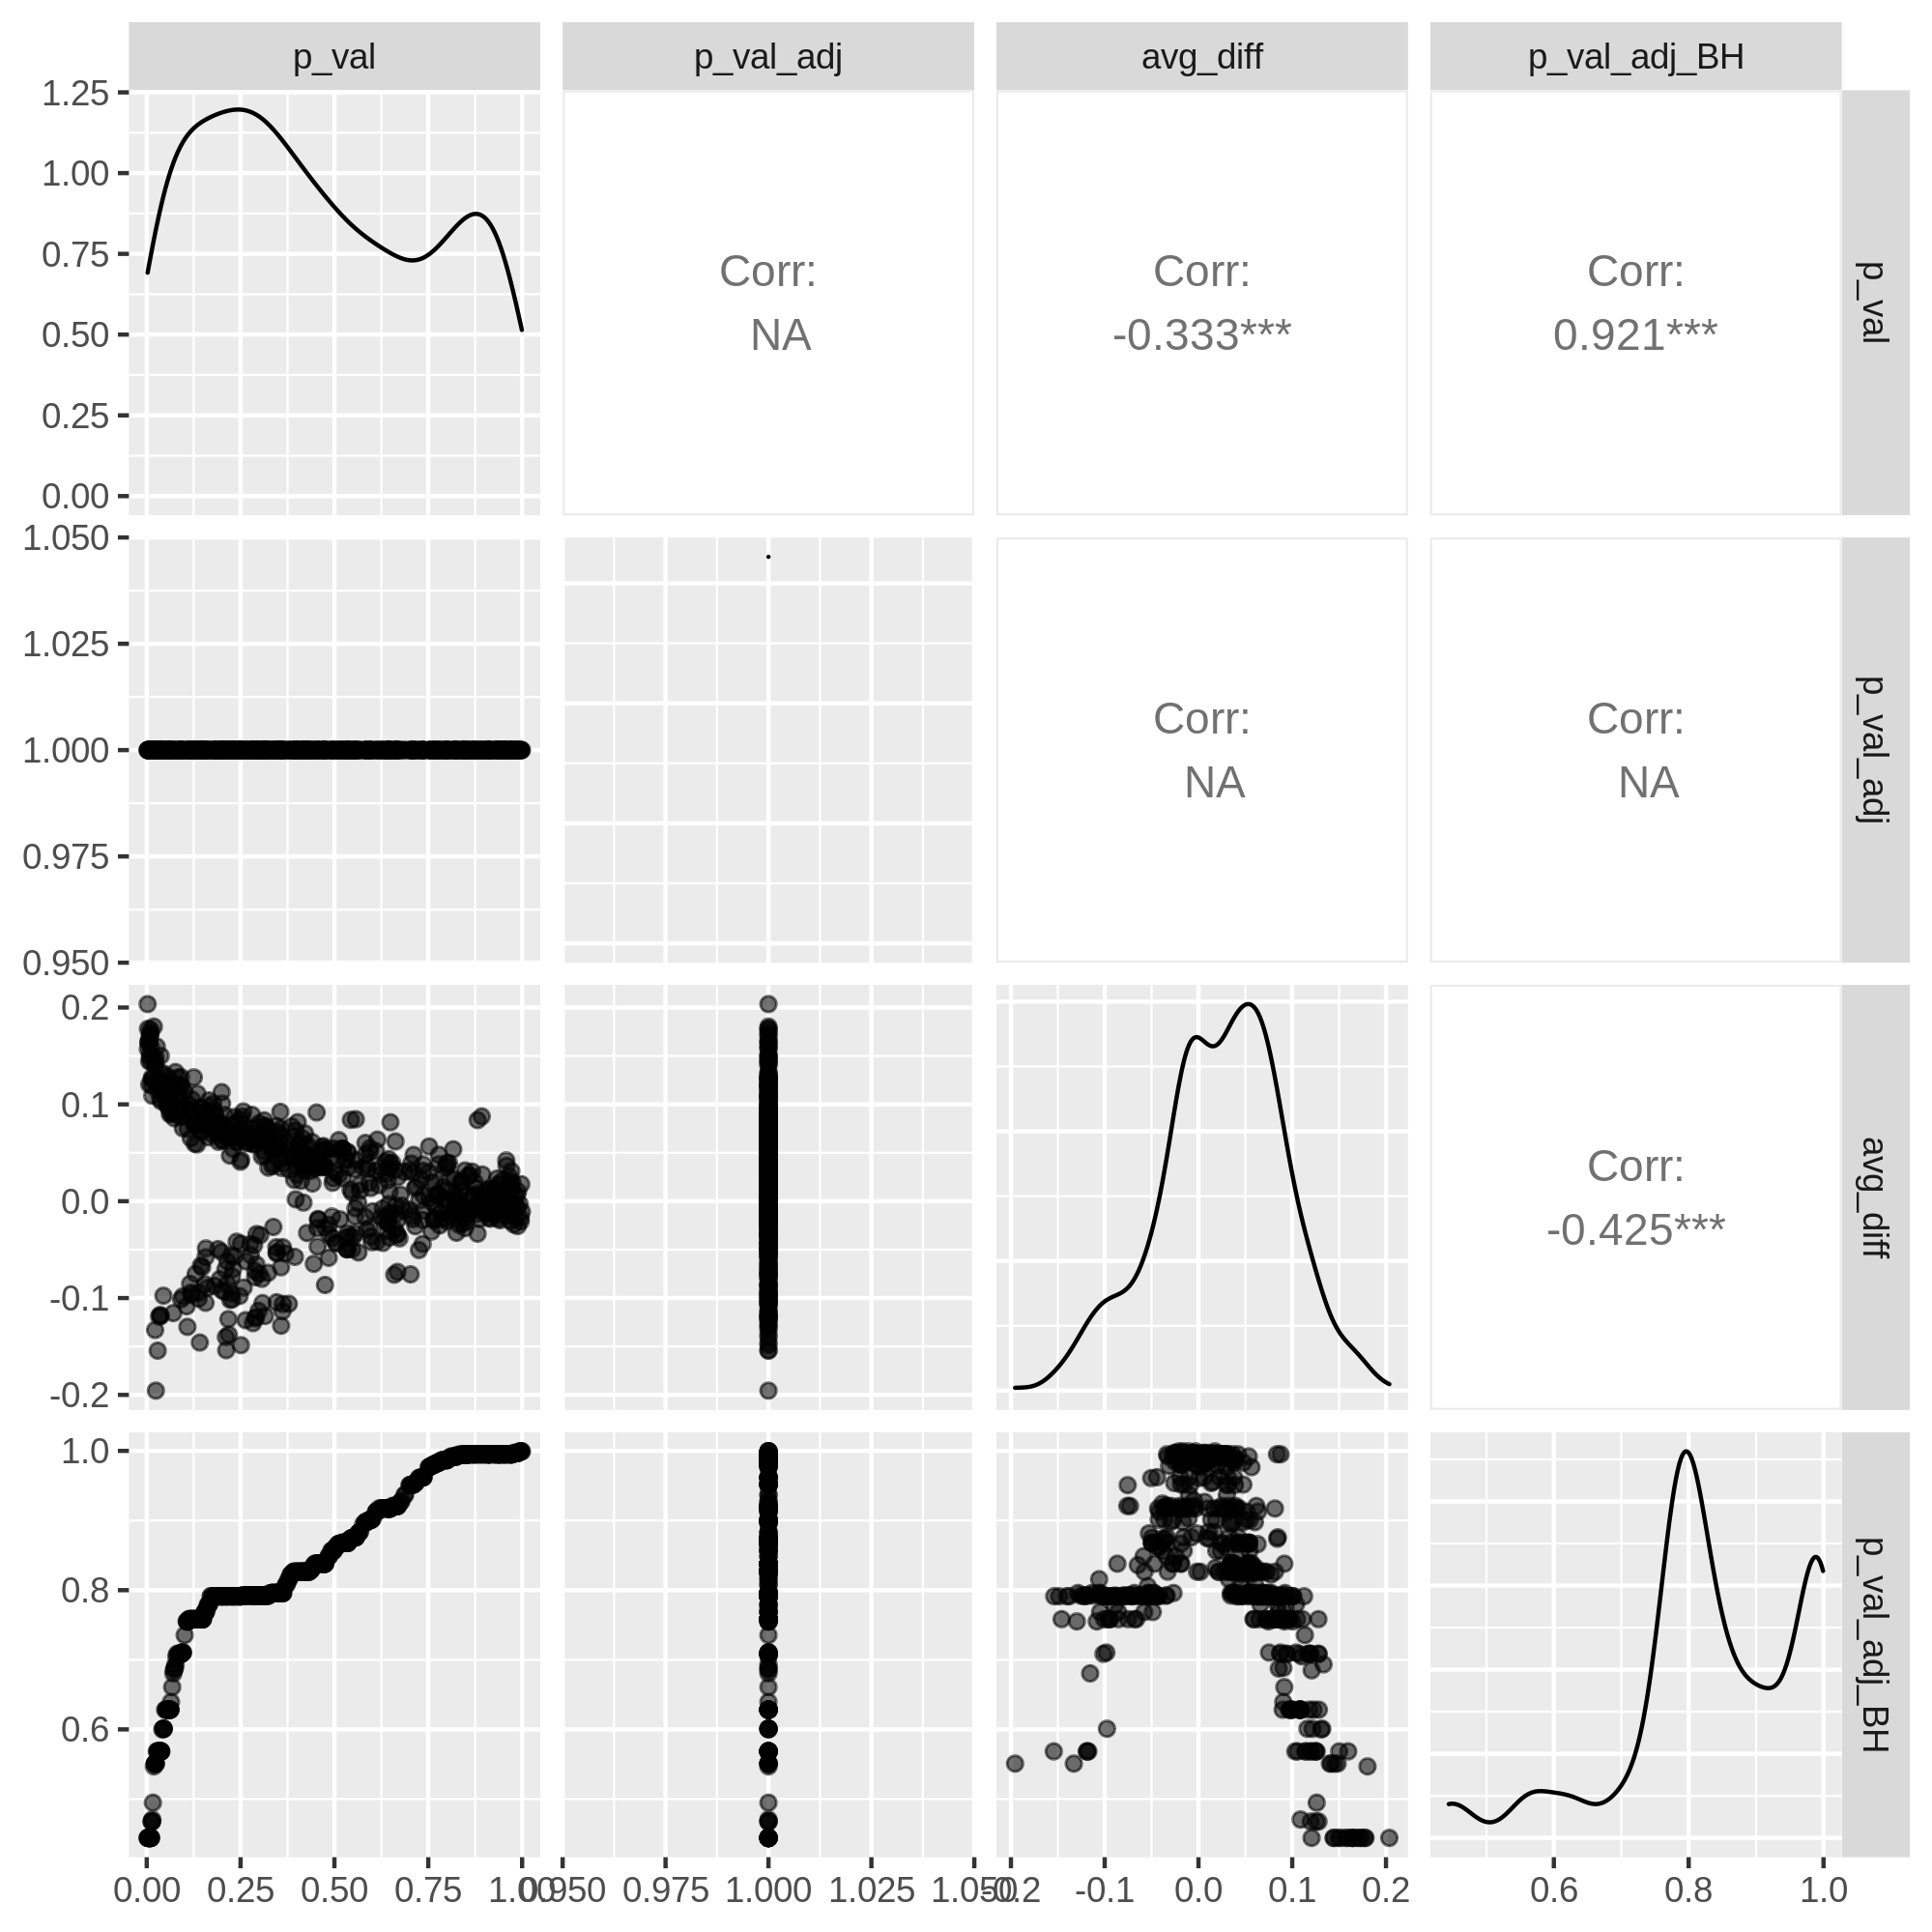 p_val
p_val_adj
avg_diff
p_val_adj_BH
1.25
1.00
0.75
0.50
0.25
0.00
Corr:
NA
Corr:
-0.333***
Corr:
0.921***
p_val
1.050
1.025
1.000
0.975
0.950
Corr:
NA
Corr:
NA
p_val_adj
0.2
0.1
0.0
-0.1
-0.2
Corr:
-0.425***
avg_diff
1.0
0.8
0.6
p_val_adj_BH
0.00 0.25 0.50 0.75 1.00
0.950 0.975 1.000 1.025 1.050
-0.2 -0.1 0.0 0.1 0.2
0.6 0.8 1.0